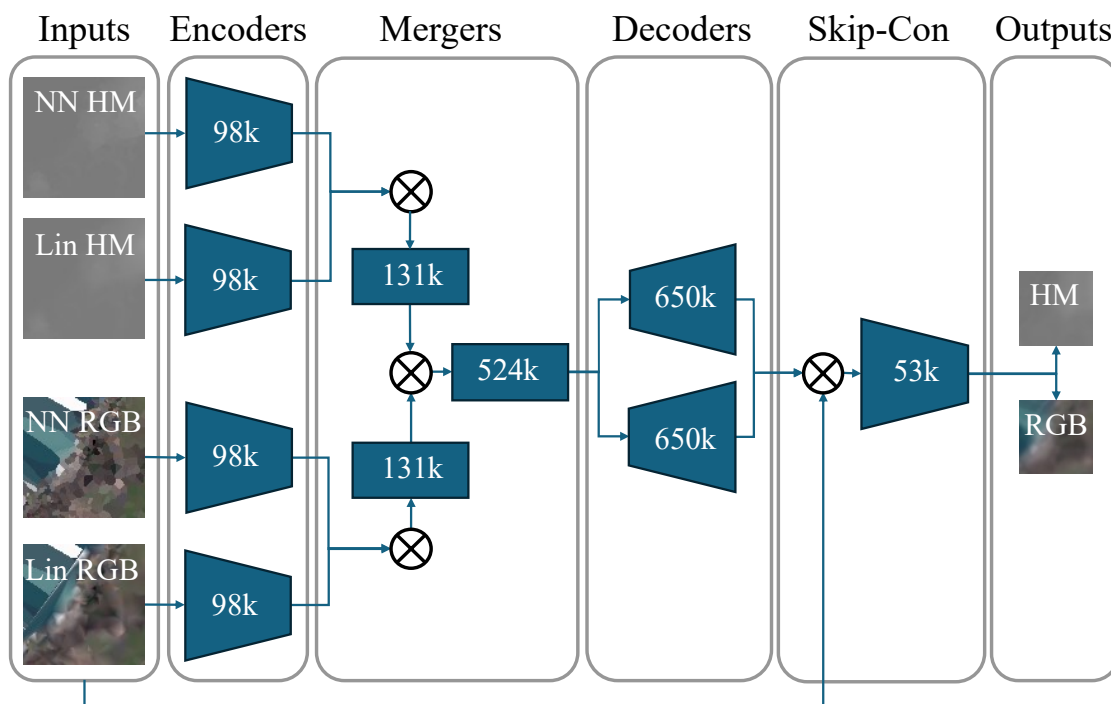 Inputs
Encoders
Mergers
Decoders
Skip-Con
Outputs
NN HM
Lin HM
NN RGB
Lin RGB
98k
98k
98k
98k
131k
524k
131k
650k
650k
53k
HM
RGB